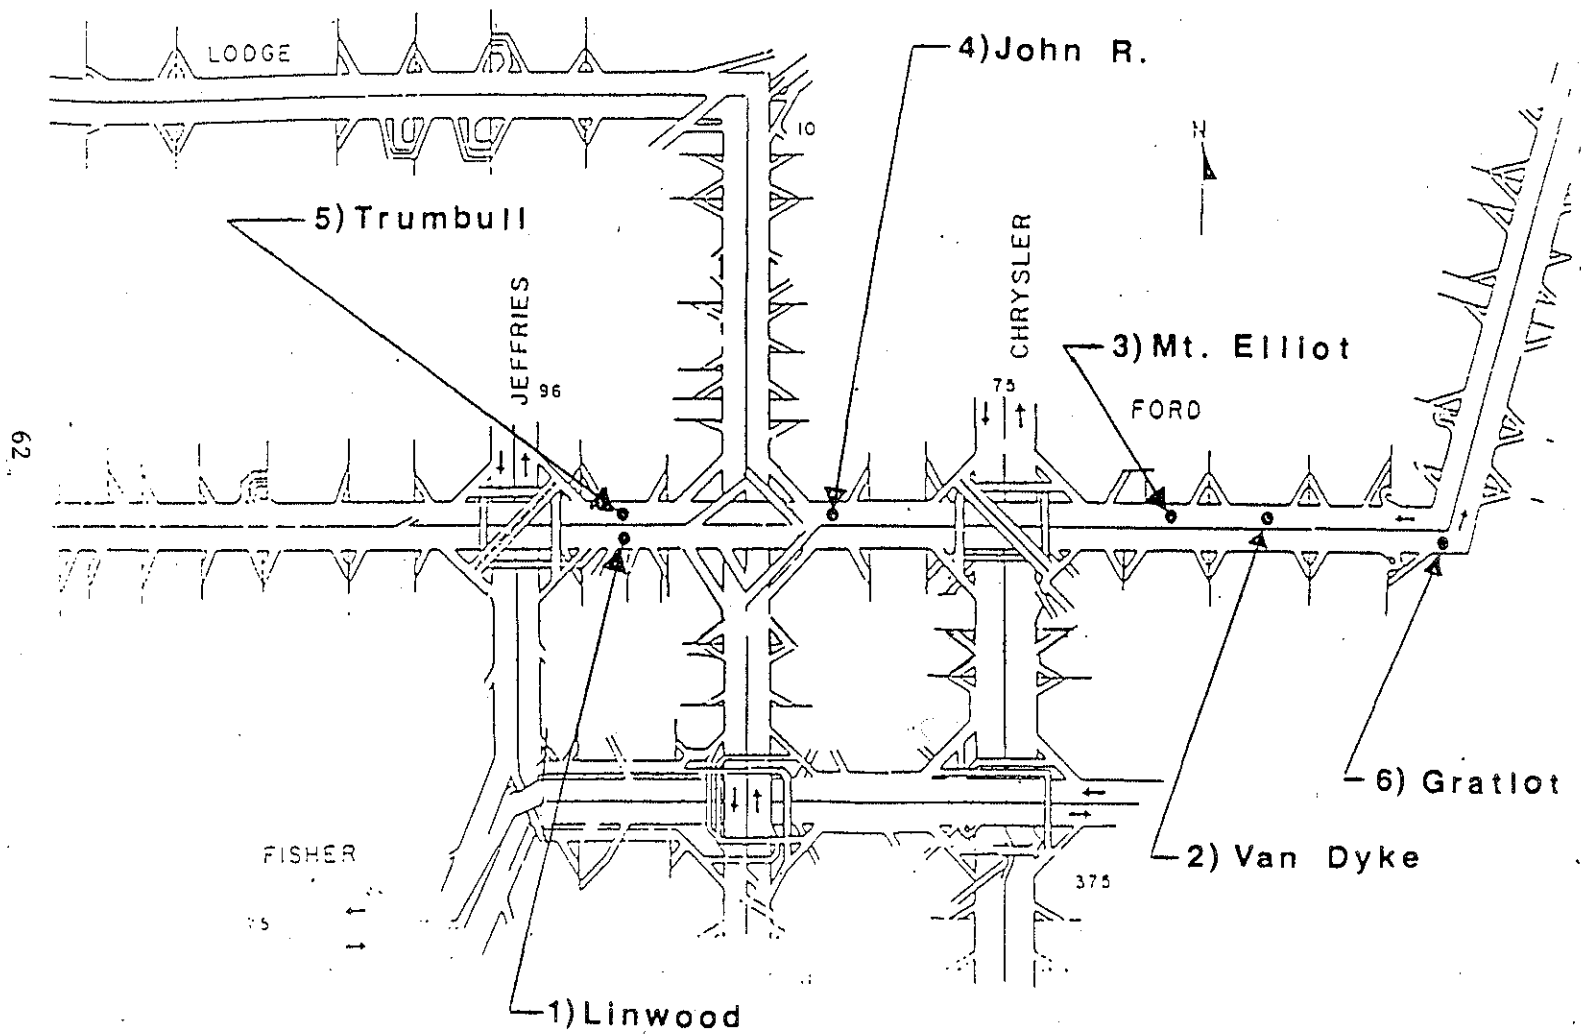 LODGE
4) John R.
10
N
5) Trumbull
JEFFRIES
96
CHRYSLER
75
3) Mt. Elliot
FORD
62
6) Gratiot
2) Van Dyke
FISHER
375
1) Linwood